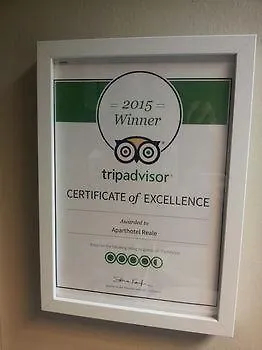 = 2015 =
Winner
tripadvisor®
CERTIFICATE of EXCELLENCE
Awarded to
Aparthotel Reale